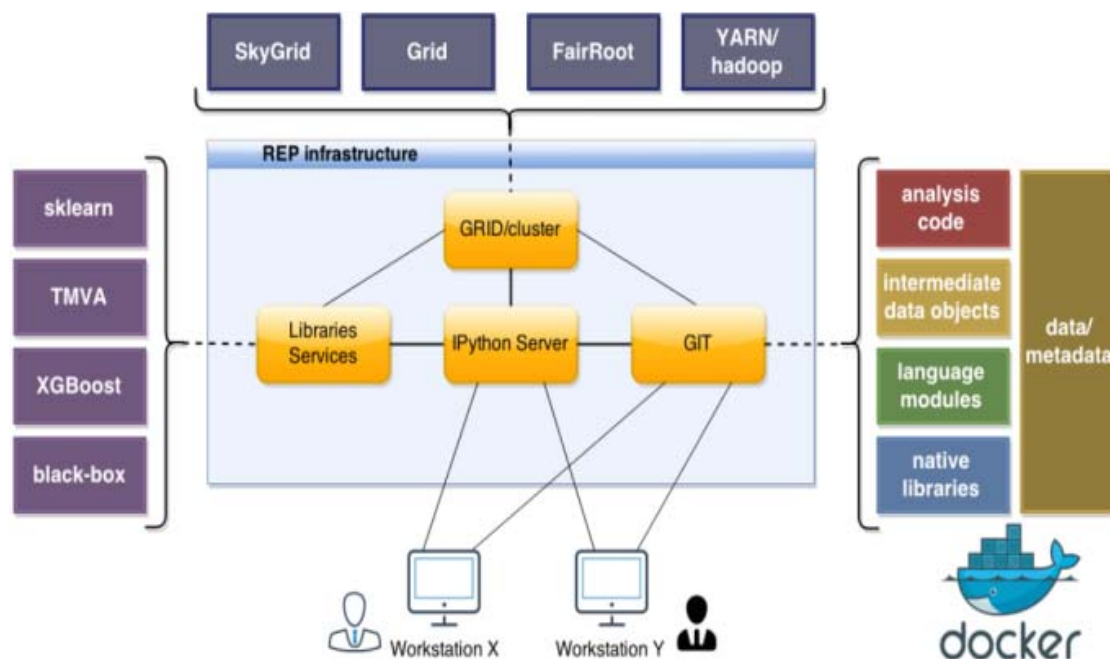 SkyGrid
Grid
FairRoot
YARN/
hadoop
REP infrastructure
sklearn
TMVA
XGBoost
black-box
GRID/cluster
Libraries
Services
IPython Server
GIT
analysis
code
intermediate
data objects
language
modules
native
libraries
data/
metadata
Workstation X
Workstation Y
docker